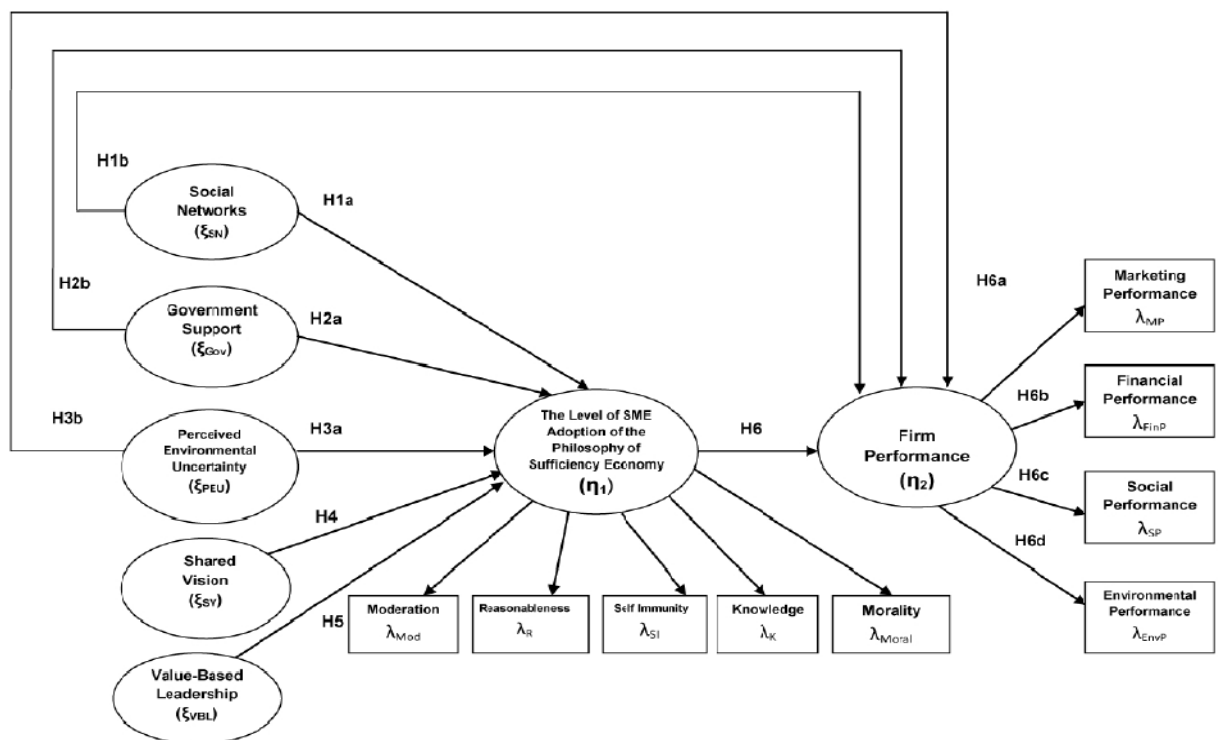 H1b
Social
Networks
(ξSN)
H1a
H2b
Government
Support
(ξGov)
H2a
H3b
Perceived
Environmental
Uncertainty
(ξPEU)
H3a
Shared
Vision
(ξSV)
H4
Value-Based
Leadership
(ξVBL)
H5
The Level of SME
Adoption of the
Philosophy of
Sufficiency Economy
(η1)
Moderation
λMod
Reasonableness
λR
Self Immunity
λSI
Knowledge
λK
Morality
λMoral
H6
Firm
Performance
(η2)
H6a
Marketing
Performance
λMP
H6b
Financial
Performance
λFinP
H6c
Social
Performance
λSP
H6d
Environmental
Performance
λEnvP